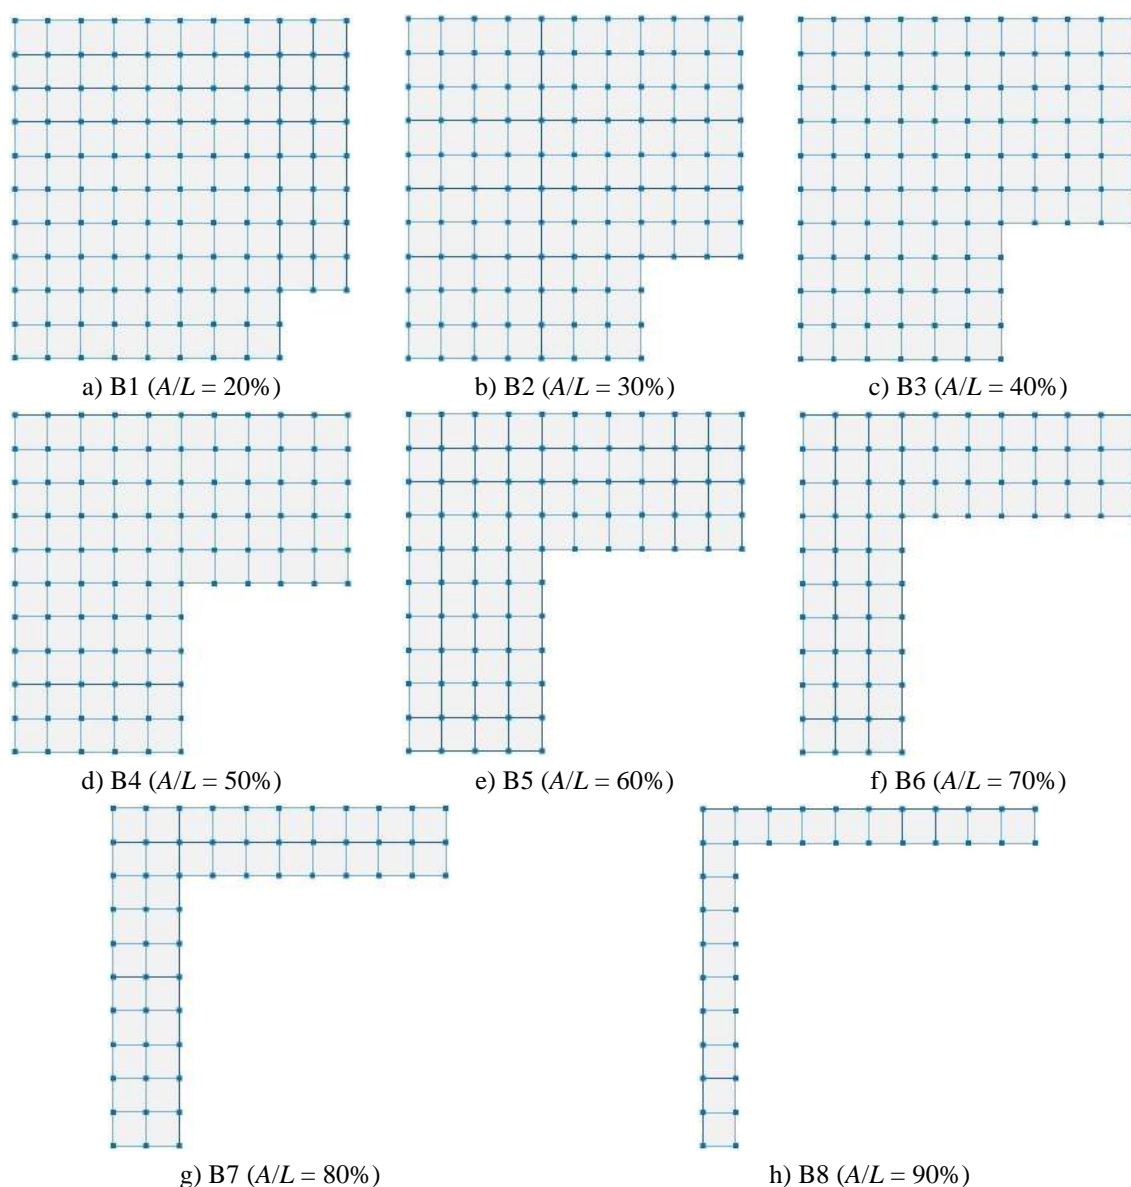 a) B1 (A/L = 20%)
b) B2 (A/L = 30%)
c) B3 (A/L = 40%)
d) B4 (A/L = 50%)
e) B5 (A/L = 60%)
f) B6 (A/L = 70%)
g) B7 (A/L = 80%)
h) B8 (A/L = 90%)